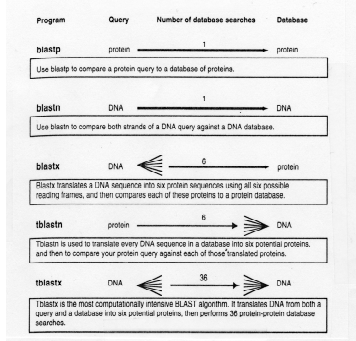 Program Query Number of database searches Database
1
blastp protein protein
Use blastp to compare a protein query to a database of proteins.
1
blastn DNA DNA
Use blastn to compare both strands of a DNA query against a DNA database.
6
blastx DNA protein
Blastx translates a DNA sequence into six protein sequences using all six possible
reading frames, and then compares each of these proteins to a protein database.
6
tblastn protein DNA
Tblastn is used to translate every DNA sequence in a database into six potential proteins,
and then to compare your protein query against each of those translated proteins.
36
tblastx DNA DNA
Tblastx is the most computationally intensive BLAST algorithm. It translates DNA from both a
query and a database into six potential proteins, then performs 36 protein-protein database
searches.